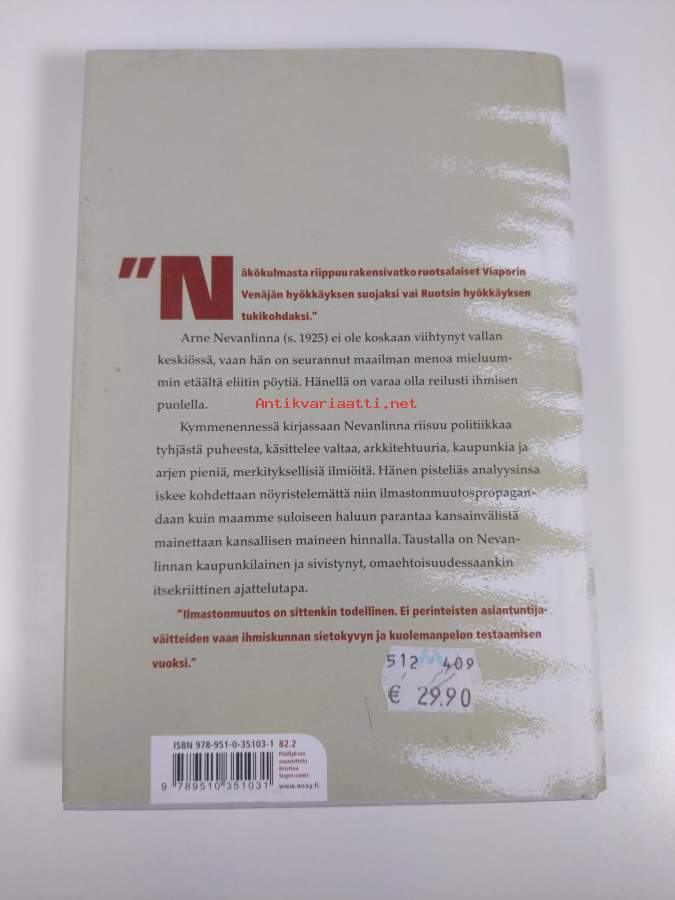 "Näkökulmasta riippuu rakensivatko ruotsalaiset Viaporin
Venäjän hyökkäyksen suojaksi vai Ruotsin hyökkäyksen
tukikohdaksi."
Arne Nevanlinna (s. 1925) ei ole koskaan viihtynyt vallan
keskiössä, vaan hän on seurannut maailman menoa mieluum-
min etäältä eliitin pöytiä. Hänellä on varaa olla reilusti ihmisen
puolella.
Antikvariaatti.net
Kymmenennessä kirjassaan Nevanlinna riisuu politiikkaa
tyhjästä puheesta, käsittelee valtaa, arkkitehtuuria, kaupunkia ja
arjen pieniä, merkityksellisiä ilmiöitä. Hänen pisteliäs analyysinsa
iskee kohdettaan nöyristelemättä niin ilmastonmuutospropagan-
daan kuin maamme suloiseen haluun parantaa kansainvälistä
mainettaan kansallisen maineen hinnalla. Taustalla on Nevan-
linnan kaupunkilainen ja sivistynyt, omaehtoisuudessaankin
itsekriittinen ajattelutapa.
"Ilmastonmuutos on sittenkin todellinen. Ei perinteisten asiantuntija-
väitteiden vaan ihmiskunnan sietokyvyn ja kuolemanpelon testaamisen
vuoksi."
512 409
€ 29.90
ISBN 978-951-0-35103-1
9 789510 351031
82.2
Päällyksen
suunnittelu
Kristina
Segercrantz
www.wsoy.fi